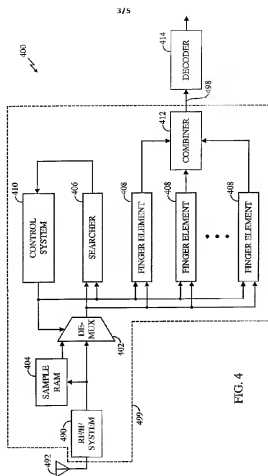 3/5
400
410
CONTROL SYSTEM
406
SEARCHER
408
FINGER ELEMENT
408
FINGER ELEMENT
408
FINGER ELEMENT
412
COMBINER
498
414
DECODER
404
SAMPLE RAM
DE-MUX
402
492
490
RF/IF SYSTEM
499
FIG. 4